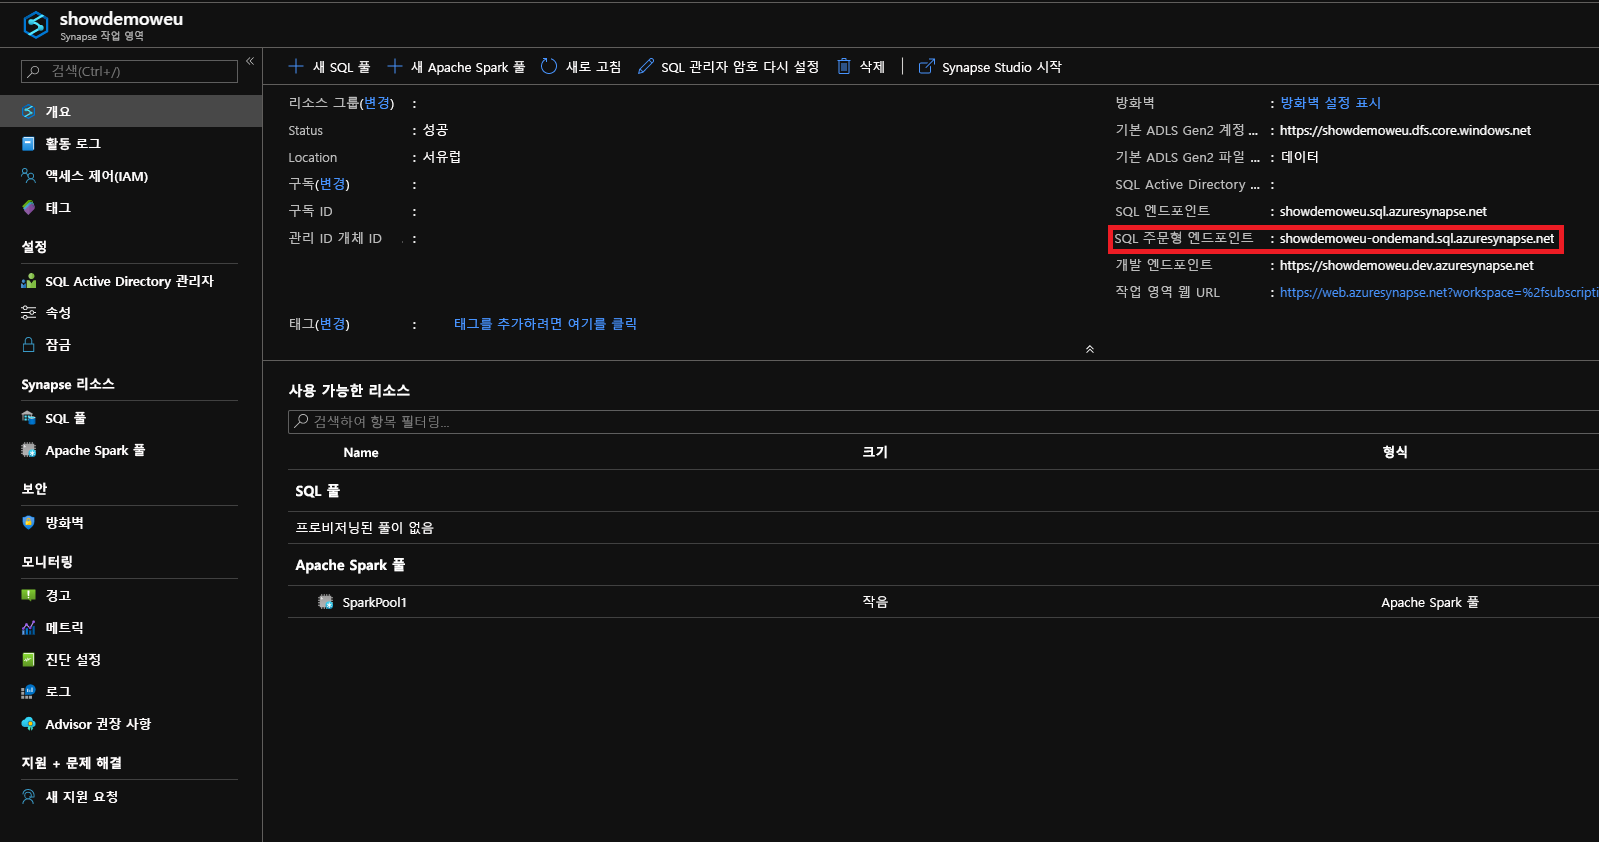 showdemoweu
Synapse 작업 영역
검색(Ctrl+/)
«
개요
활동 로그
액세스 제어(IAM)
태그
설정
SQL Active Directory 관리자
속성
잠금
Synapse 리소스
SQL 풀
Apache Spark 풀
보안
방화벽
모니터링
경고
메트릭
진단 설정
로그
Advisor 권장 사항
지원 + 문제 해결
새 지원 요청
새 SQL 풀 새 Apache Spark 풀 새로 고침 SQL 관리자 암호 다시 설정 삭제 | Synapse Studio 시작
리소스 그룹(변경) :
Status : 성공
Location : 서유럽
구독(변경) :
구독 ID :
관리 ID 개체 ID :
태그(변경) : 태그를 추가하려면 여기를 클릭
방화벽 : 방화벽 설정 표시
기본 ADLS Gen2 계정 ... : https://showdemoweu.dfs.core.windows.net
기본 ADLS Gen2 파일 ... : 데이터
SQL Active Directory ... :
SQL 엔드포인트 : showdemoweu.sql.azuresynapse.net
SQL 주문형 엔드포인트 : showdemoweu-ondemand.sql.azuresynapse.net
개발 엔드포인트 : https://showdemoweu.dev.azuresynapse.net
작업 영역 웹 URL : https://web.azuresynapse.net?workspace=%2fsubscripti
사용 가능한 리소스
검색하여 항목 필터링...
Name 크기 형식
SQL 풀
프로비저닝된 풀이 없음
Apache Spark 풀
SparkPool1 작음 Apache Spark 풀